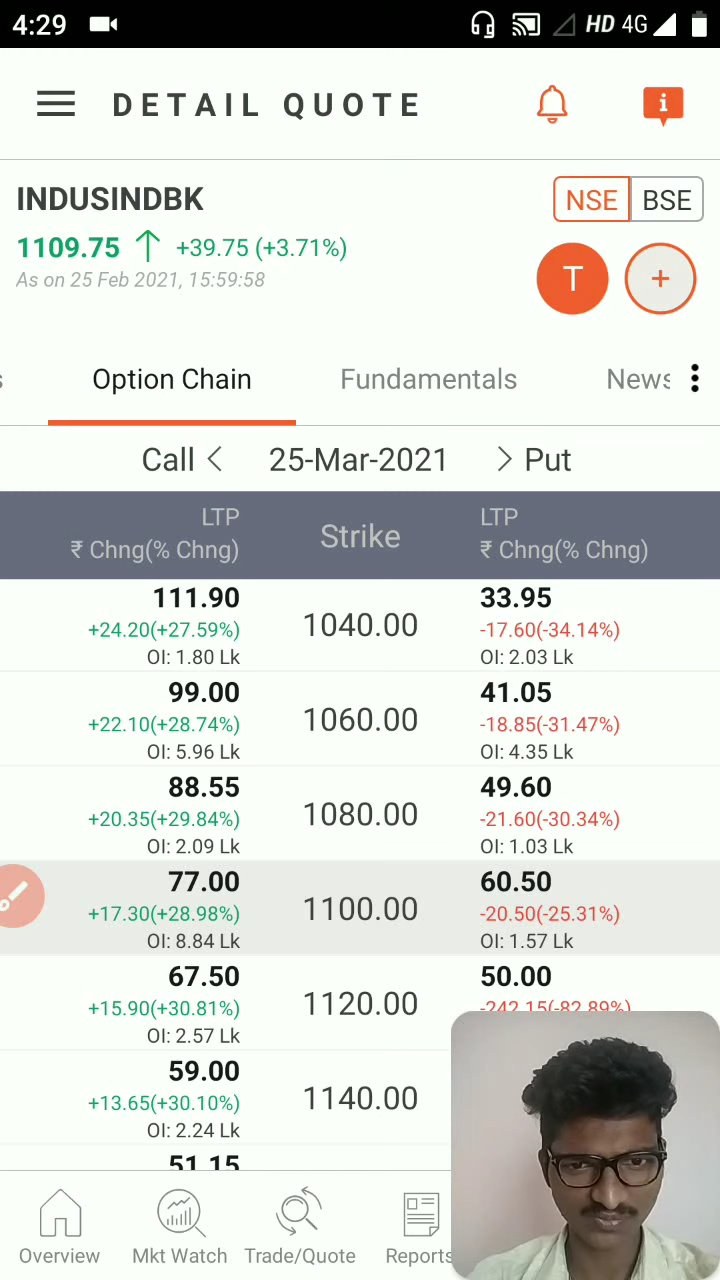 4:29 HD 4G
DETAIL QUOTE i
INDUSINDBK NSE BSE
1109.75 ↑ +39.75 (+3.71%)
As on 25 Feb 2021, 15:59:58 T +
s Option Chain Fundamentals News
Call < 25-Mar-2021 > Put
LTP Strike LTP
₹ Chng(% Chng) ₹ Chng(% Chng)
111.90 1040.00 33.95
+24.20(+27.59%) -17.60(-34.14%)
OI: 1.80 Lk OI: 2.03 Lk
99.00 1060.00 41.05
+22.10(+28.74%) -18.85(-31.47%)
OI: 5.96 Lk OI: 4.35 Lk
88.55 1080.00 49.60
+20.35(+29.84%) -21.60(-30.34%)
OI: 2.09 Lk OI: 1.03 Lk
77.00 1100.00 60.50
+17.30(+28.98%) -20.50(-25.31%)
OI: 8.84 Lk OI: 1.57 Lk
67.50 1120.00 50.00
+15.90(+30.81%) -242.15(-82.89%)
OI: 2.57 Lk
59.00 1140.00
+13.65(+30.10%)
OI: 2.24 Lk
51.15
Overview Mkt Watch Trade/Quote Reports